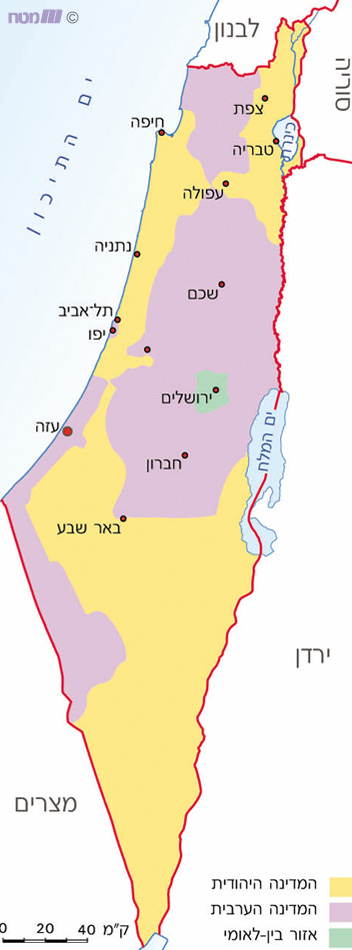 © מטח
לבנון
סוריה
ים התיכון
צפת
חיפה
כינרת
טבריה
עפולה
נתניה
שכם
תל־אביב
יפו
ירושלים
ים המלח
עזה
חברון
באר שבע
ירדן
מצרים
המדינה היהודית
המדינה הערבית
אזור בין-לאומי
0 20 40 ק"מ